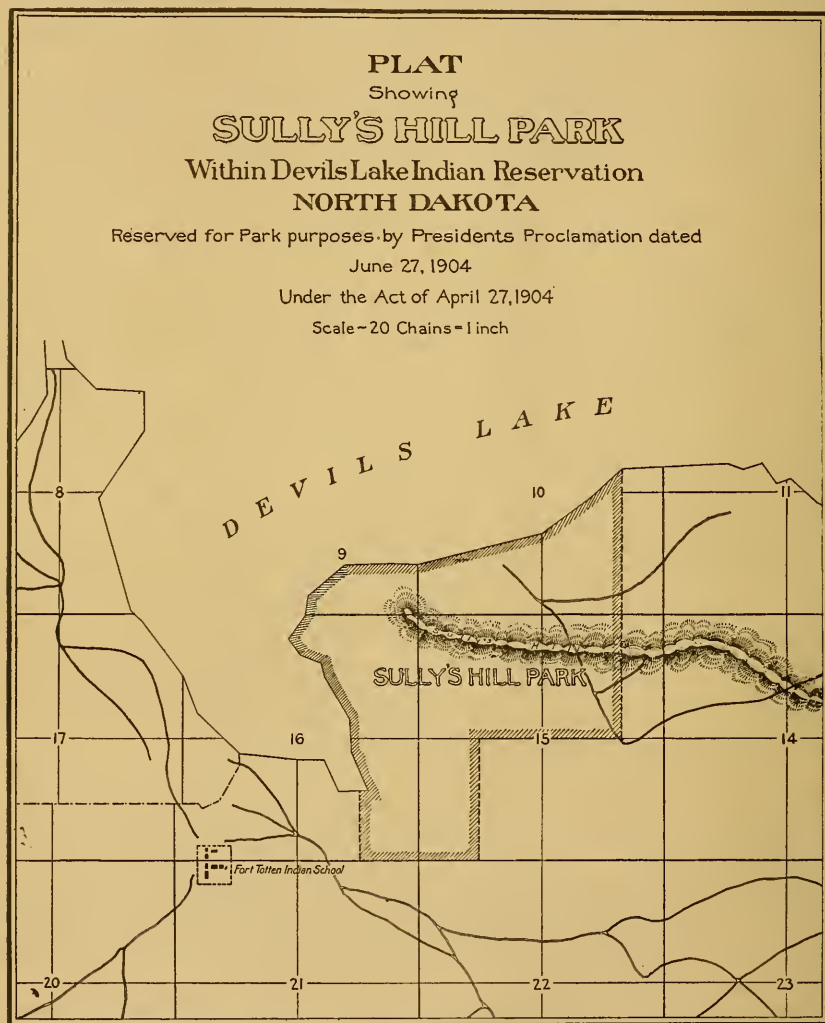 PLAT
Showing
SULLY'S HILL PARK
Within Devils Lake Indian Reservation
NORTH DAKOTA
Reserved for Park purposes by Presidents Proclamation dated
June 27, 1904
Under the Act of April 27, 1904
Scale-20 Chains=1 inch
DEVILS LAKE
8
9
10
11
SULLY'S HILL PARK
17
16
15
14
Fort Totten Indian School
20
21
22
23